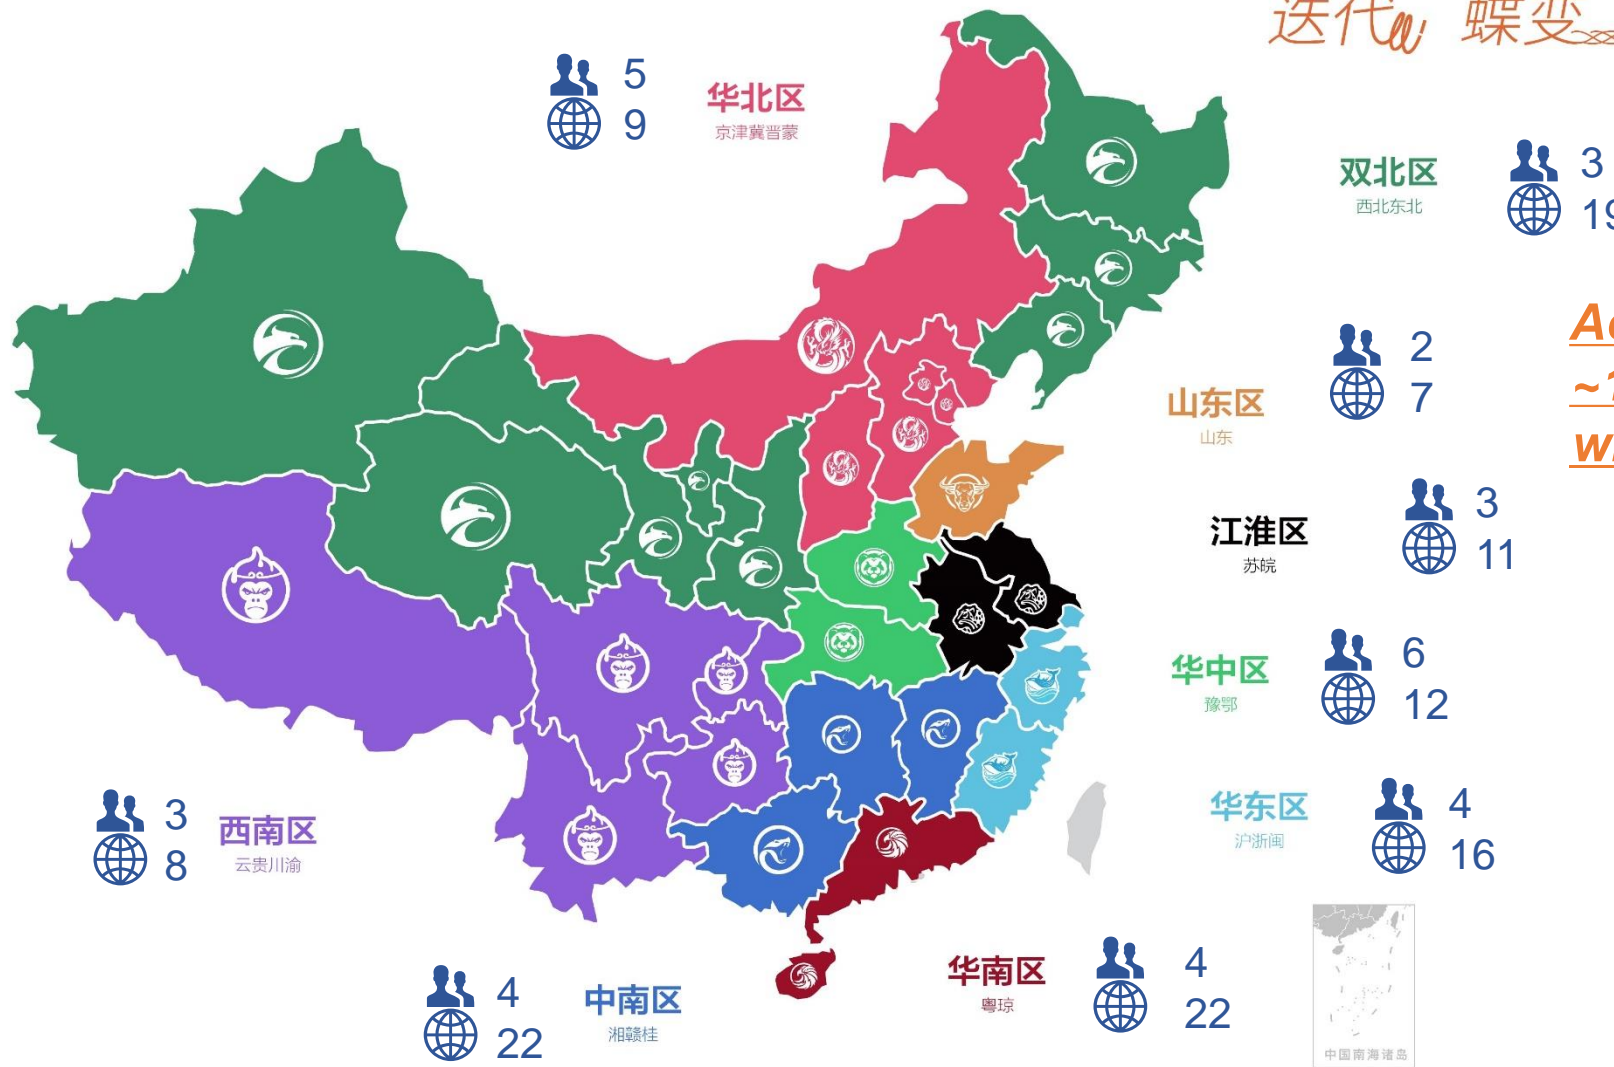 迭代 蝶变
5
9
华北区
京津冀晋蒙
双北区
西北东北
3
19
山东区
山东
2
7
江淮区
苏皖
3
11
华中区
豫鄂
6
12
华东区
沪浙闽
4
16
3
8
西南区
云贵川渝
4
22
中南区
湘赣桂
华南区
粤琼
4
22
中国南海诸岛